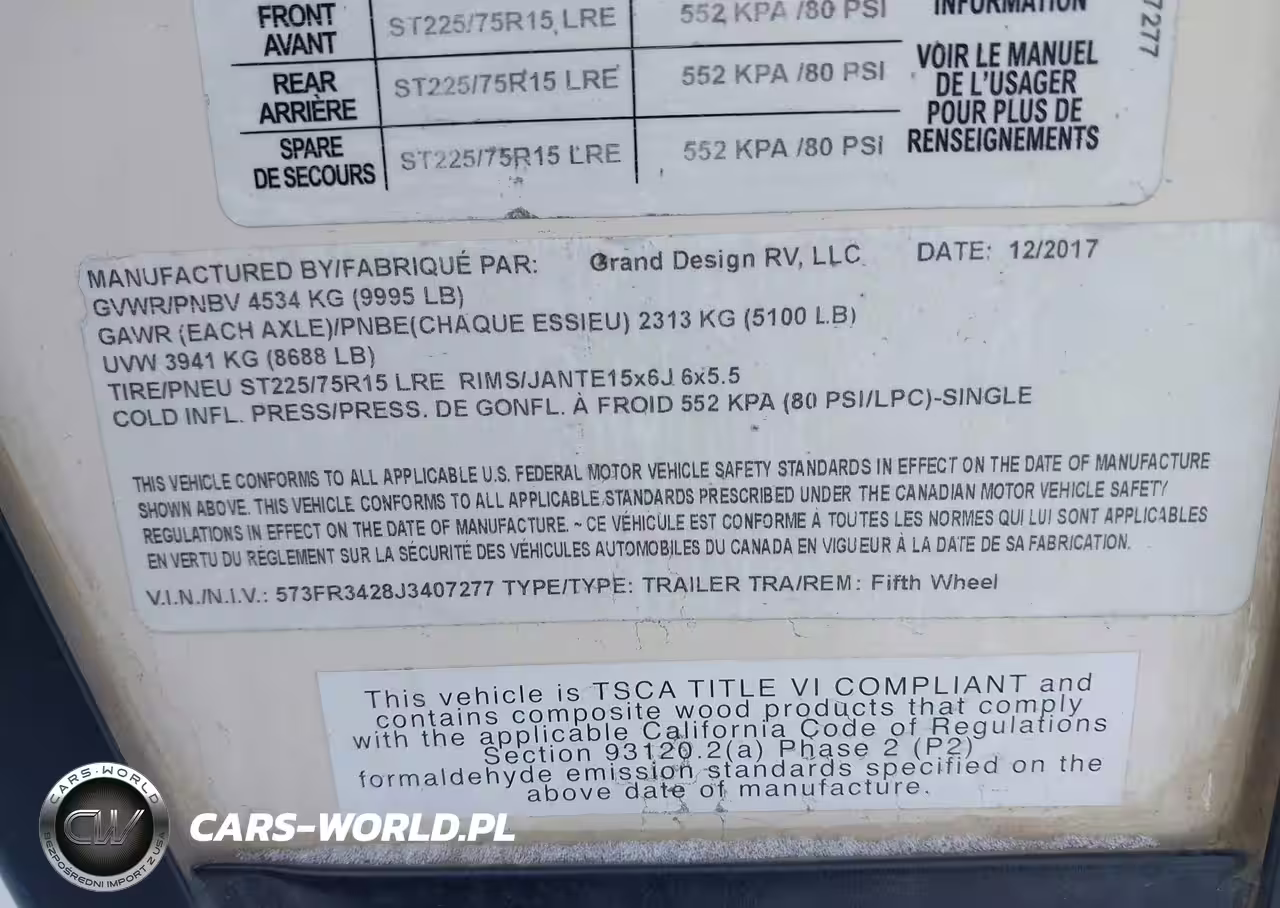 FRONT
AVANT
ST225/75R15 LRE
552 KPA /80 PSI
INFORMATION
REAR
ARRIÈRE
ST225/75R15 LRE
552 KPA /80 PSI
VOIR LE MANUEL
DE L'USAGER
POUR PLUS DE
RENSEIGNEMENTS
SPARE
DE SECOURS
ST225/75R15 LRE
552 KPA /80 PSI
7277
MANUFACTURED BY/FABRIQUÉ PAR: Grand Design RV, LLC. DATE: 12/2017
GVWR/PNBV 4534 KG (9995 LB)
GAWR (EACH AXLE)/PNBE(CHAQUE ESSIEU) 2313 KG (5100 LB)
UVW 3941 KG (8688 LB)
TIRE/PNEU ST225/75R15 LRE RIMS/JANTE15x6J 6x5.5
COLD INFL. PRESS/PRESS. DE GONFL. À FROID 552 KPA (80 PSI/LPC)-SINGLE
THIS VEHICLE CONFORMS TO ALL APPLICABLE U.S. FEDERAL MOTOR VEHICLE SAFETY STANDARDS IN EFFECT ON THE DATE OF MANUFACTURE
SHOWN ABOVE. THIS VEHICLE CONFORMS TO ALL APPLICABLE STANDARDS PRESCRIBED UNDER THE CANADIAN MOTOR VEHICLE SAFETY
REGULATIONS IN EFFECT ON THE DATE OF MANUFACTURE. ~ CE VÉHICULE EST CONFORME À TOUTES LES NORMES QUI LUI SONT APPLICABLES
EN VERTU DU RÈGLEMENT SUR LA SÉCURITÉ DES VÉHICULES AUTOMOBILES DU CANADA EN VIGUEUR À LA DATE DE SA FABRICATION.
V.I.N./N.I.V.: 573FR3428J3407277 TYPE/TYPE: TRAILER TRA/REM: Fifth Wheel
This vehicle is TSCA TITLE VI COMPLIANT and
contains composite wood products that comply
with the applicable California Code of Regulations
Section 93120.2(a) Phase 2 (P2)
formaldehyde emission standards specified on the
above date of manufacture.
CARS-WORLD
CW
BEZPOŚREDNI IMPORT Z USA
CARS-WORLD.PL